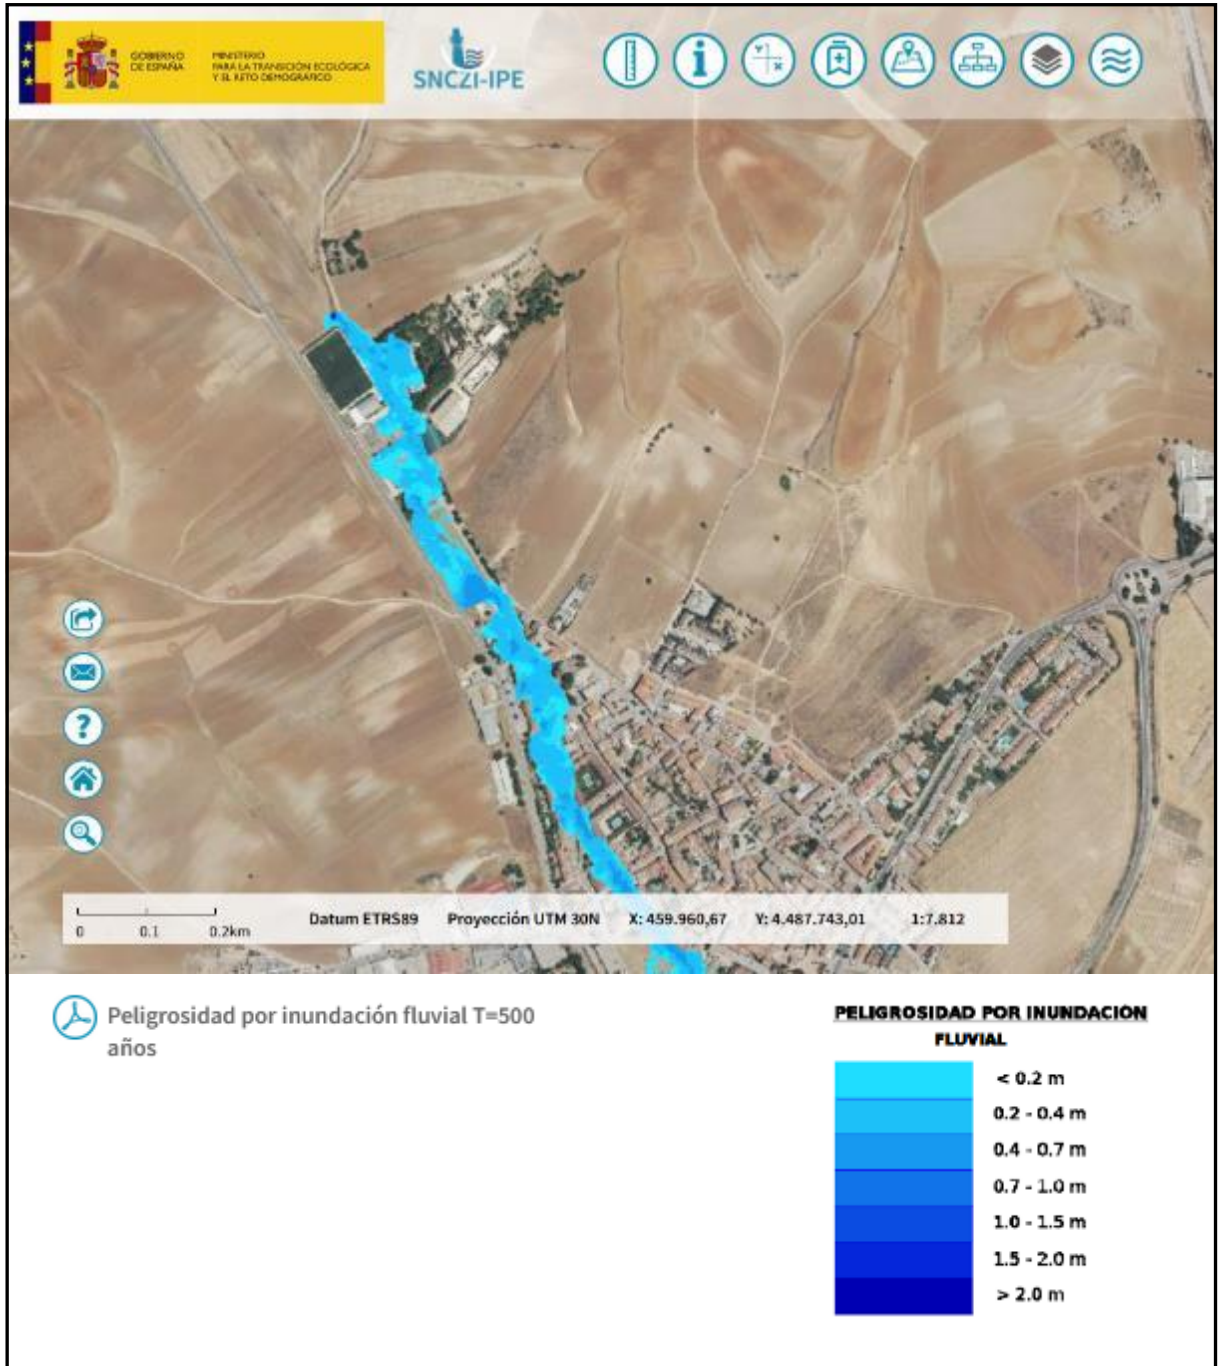 GOBIERNO
DE ESPAÑA
MINISTERIO
PARA LA TRANSICIÓN ECOLÓGICA
Y EL RETO DEMOGRÁFICO
SNCZI-IPE
0 0.1 0.2km
Datum ETRS89 Proyección UTM 30N X: 459.960,67 Y: 4.487.743,01 1:7.812
Peligrosidad por inundación fluvial T=500
años
PELIGROSIDAD POR INUNDACIÓN
FLUVIAL
< 0.2 m
0.2 - 0.4 m
0.4 - 0.7 m
0.7 - 1.0 m
1.0 - 1.5 m
1.5 - 2.0 m
> 2.0 m